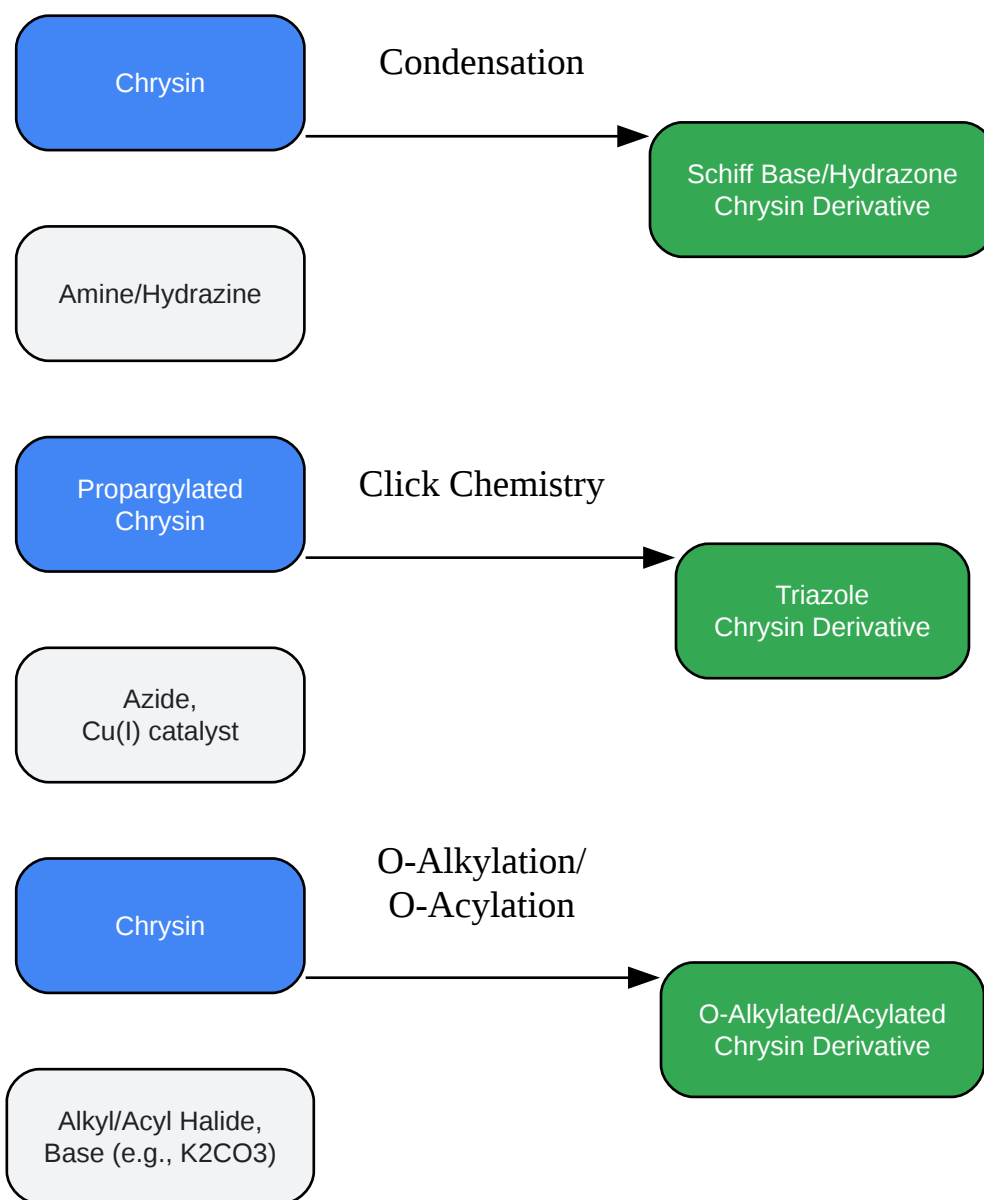 Chrysin
Condensation
Schiff Base/Hydrazone
Chrysin Derivative
Amine/Hydrazine
Propargylated
Chrysin
Click Chemistry
Triazole
Chrysin Derivative
Azide,
Cu(I) catalyst
Chrysin
O-Alkylation/
O-Acylation
O-Alkylated/Acylated
Chrysin Derivative
Alkyl/Acyl Halide,
Base (e.g., K2CO3)